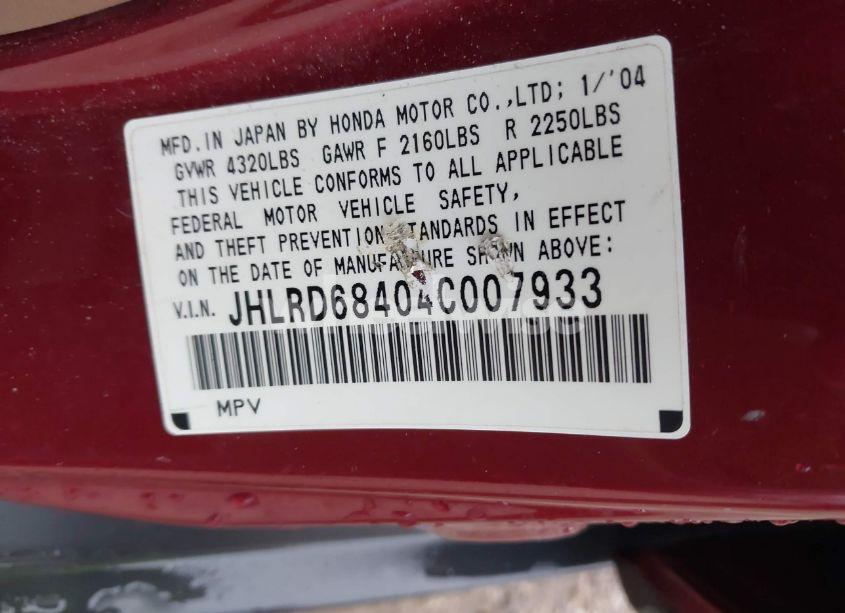 MFD. IN JAPAN BY HONDA MOTOR CO.,LTD; 1/'04
GVWR 4320LBS GAWR F 2160LBS R 2250LBS
THIS VEHICLE CONFORMS TO ALL APPLICABLE
FEDERAL MOTOR VEHICLE SAFETY,
AND THEFT PREVENTION STANDARDS IN EFFECT
ON THE DATE OF MANUFACTURE SHOWN ABOVE:
V.I.N. JHLRD68404C007933
MPV